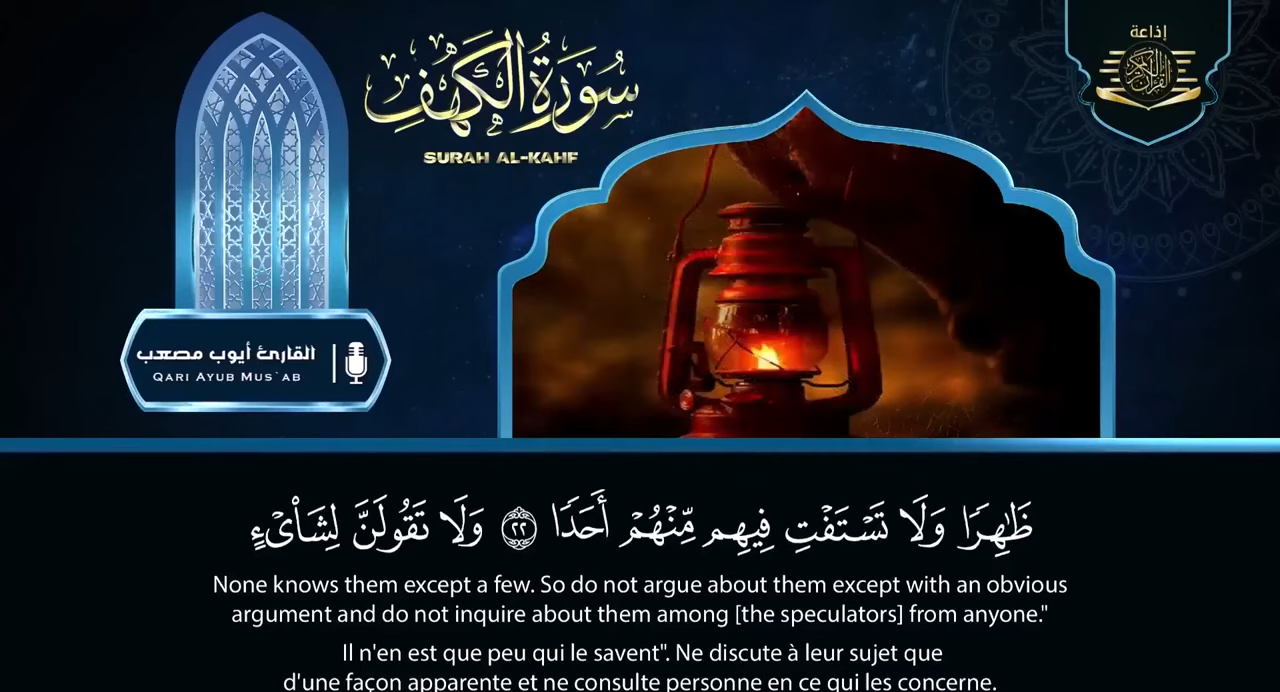 سُورَةُ الكَهْفِ
SURAH AL-KAHF
إذاعة
القرآن الكريم
القارئ أيوب مصعب
QARI AYUB MUS`AB
ظَٰهِرًا وَلَا تَسْتَفْتِ فِيهِم مِّنْهُمْ أَحَدًا ٢٢ وَلَا تَقُولَنَّ لِشَا۟ىْءٍ
None knows them except a few. So do not argue about them except with an obvious
argument and do not inquire about them among [the speculators] from anyone."
Il n'en est que peu qui le savent". Ne discute à leur sujet que
d'une façon apparente et ne consulte personne en ce qui les concerne.